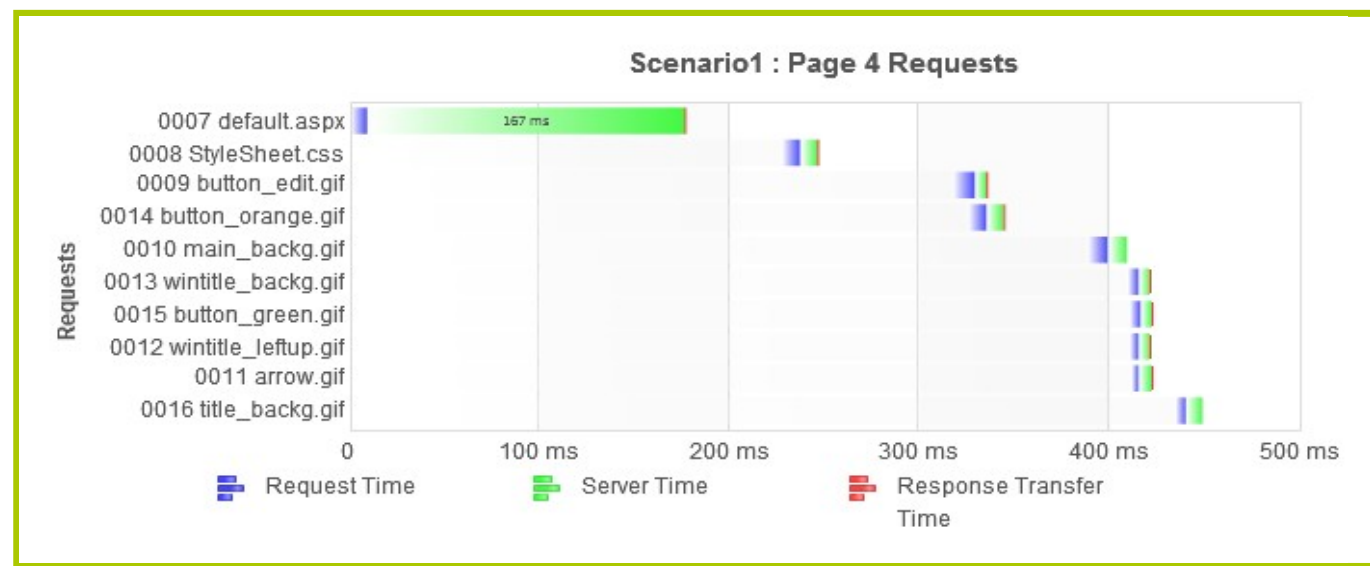 Scenario1 : Page 4 Requests
0007 default.aspx
167 ms
0008 StyleSheet.css
0009 button_edit.gif
0014 button_orange.gif
0010 main_backg.gif
0013 wintitle_backg.gif
0015 button_green.gif
0012 wintitle_leftup.gif
0011 arrow.gif
0016 title_backg.gif
Requests
0
100 ms
200 ms
300 ms
400 ms
500 ms
Request Time
Server Time
Response Transfer
Time